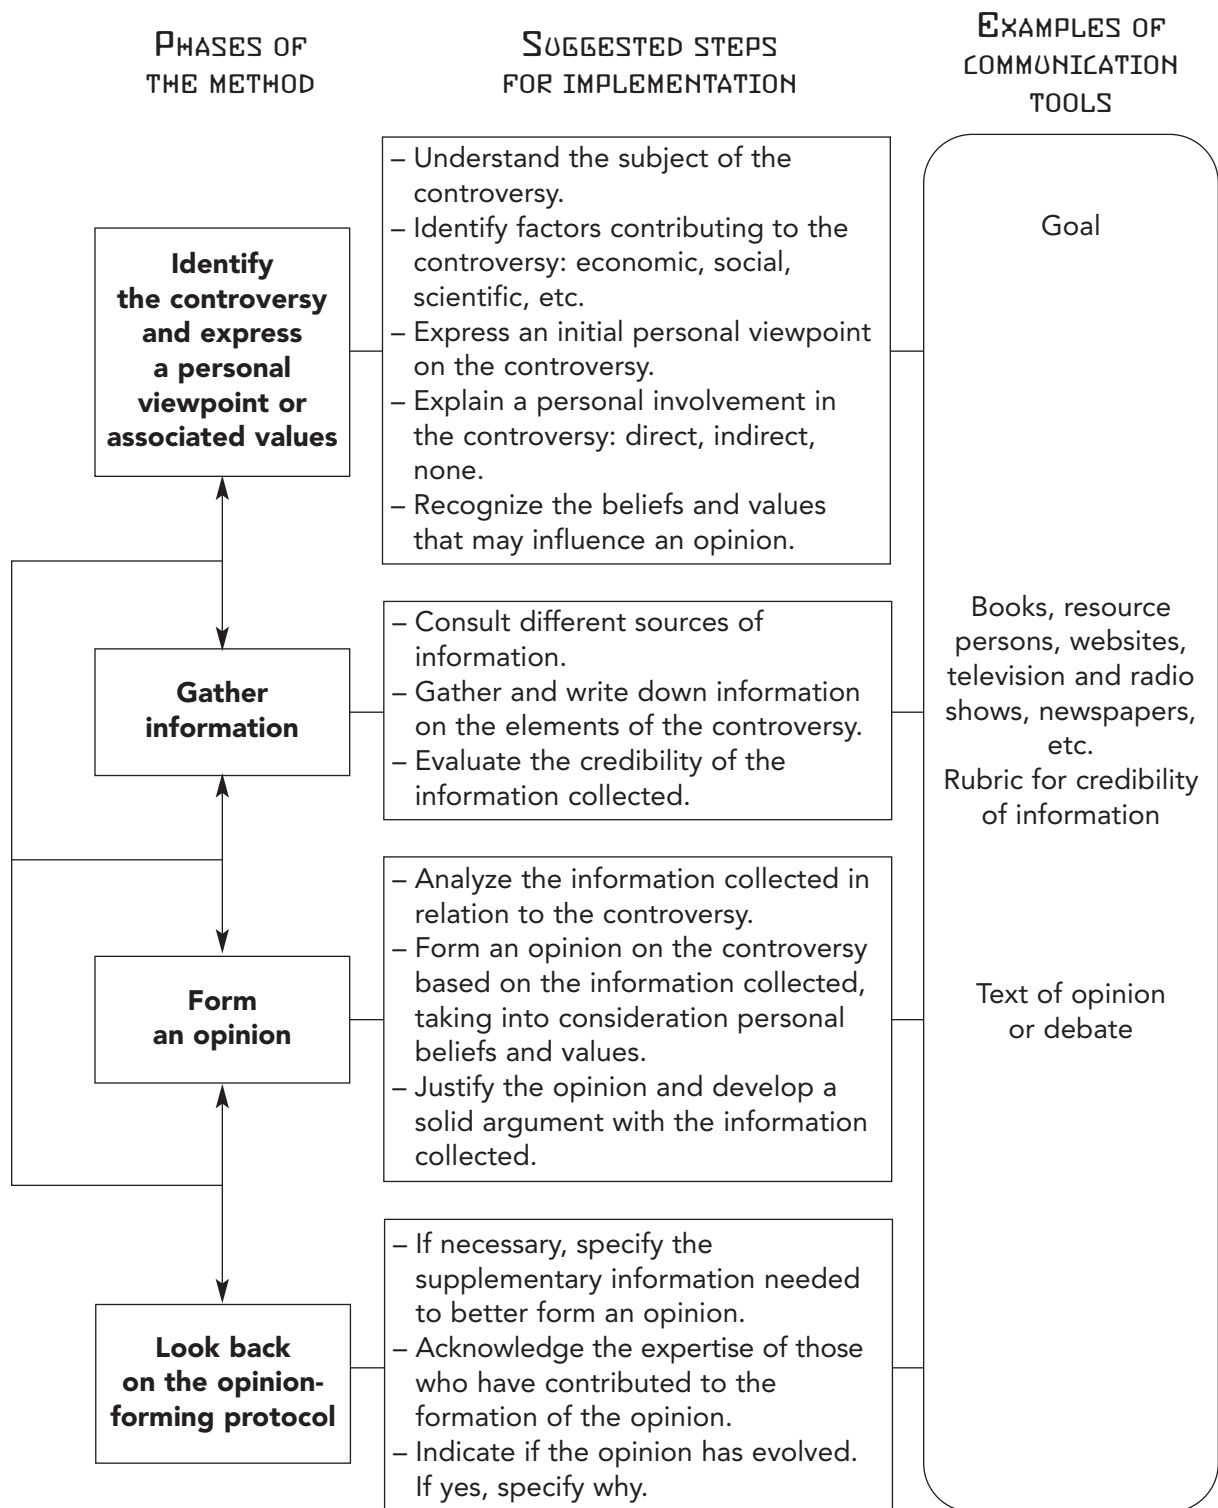 PHASES OF
THE METHOD
SUGGESTED STEPS
FOR IMPLEMENTATION
EXAMPLES OF
COMMUNICATION
TOOLS
Identify
the controversy
and express
a personal
viewpoint or
associated values
– Understand the subject of the
controversy.
– Identify factors contributing to the
controversy: economic, social,
scientific, etc.
– Express an initial personal viewpoint
on the controversy.
– Explain a personal involvement in
the controversy: direct, indirect,
none.
– Recognize the beliefs and values
that may influence an opinion.
Goal
Gather
information
– Consult different sources of
information.
– Gather and write down information
on the elements of the controversy.
– Evaluate the credibility of the
information collected.
Books, resource
persons, websites,
television and radio
shows, newspapers,
etc.
Rubric for credibility
of information
Form
an opinion
– Analyze the information collected in
relation to the controversy.
– Form an opinion on the controversy
based on the information collected,
taking into consideration personal
beliefs and values.
– Justify the opinion and develop a
solid argument with the information
collected.
Text of opinion
or debate
Look back
on the opinion-
forming protocol
– If necessary, specify the
supplementary information needed
to better form an opinion.
– Acknowledge the expertise of those
who have contributed to the
formation of the opinion.
– Indicate if the opinion has evolved.
If yes, specify why.